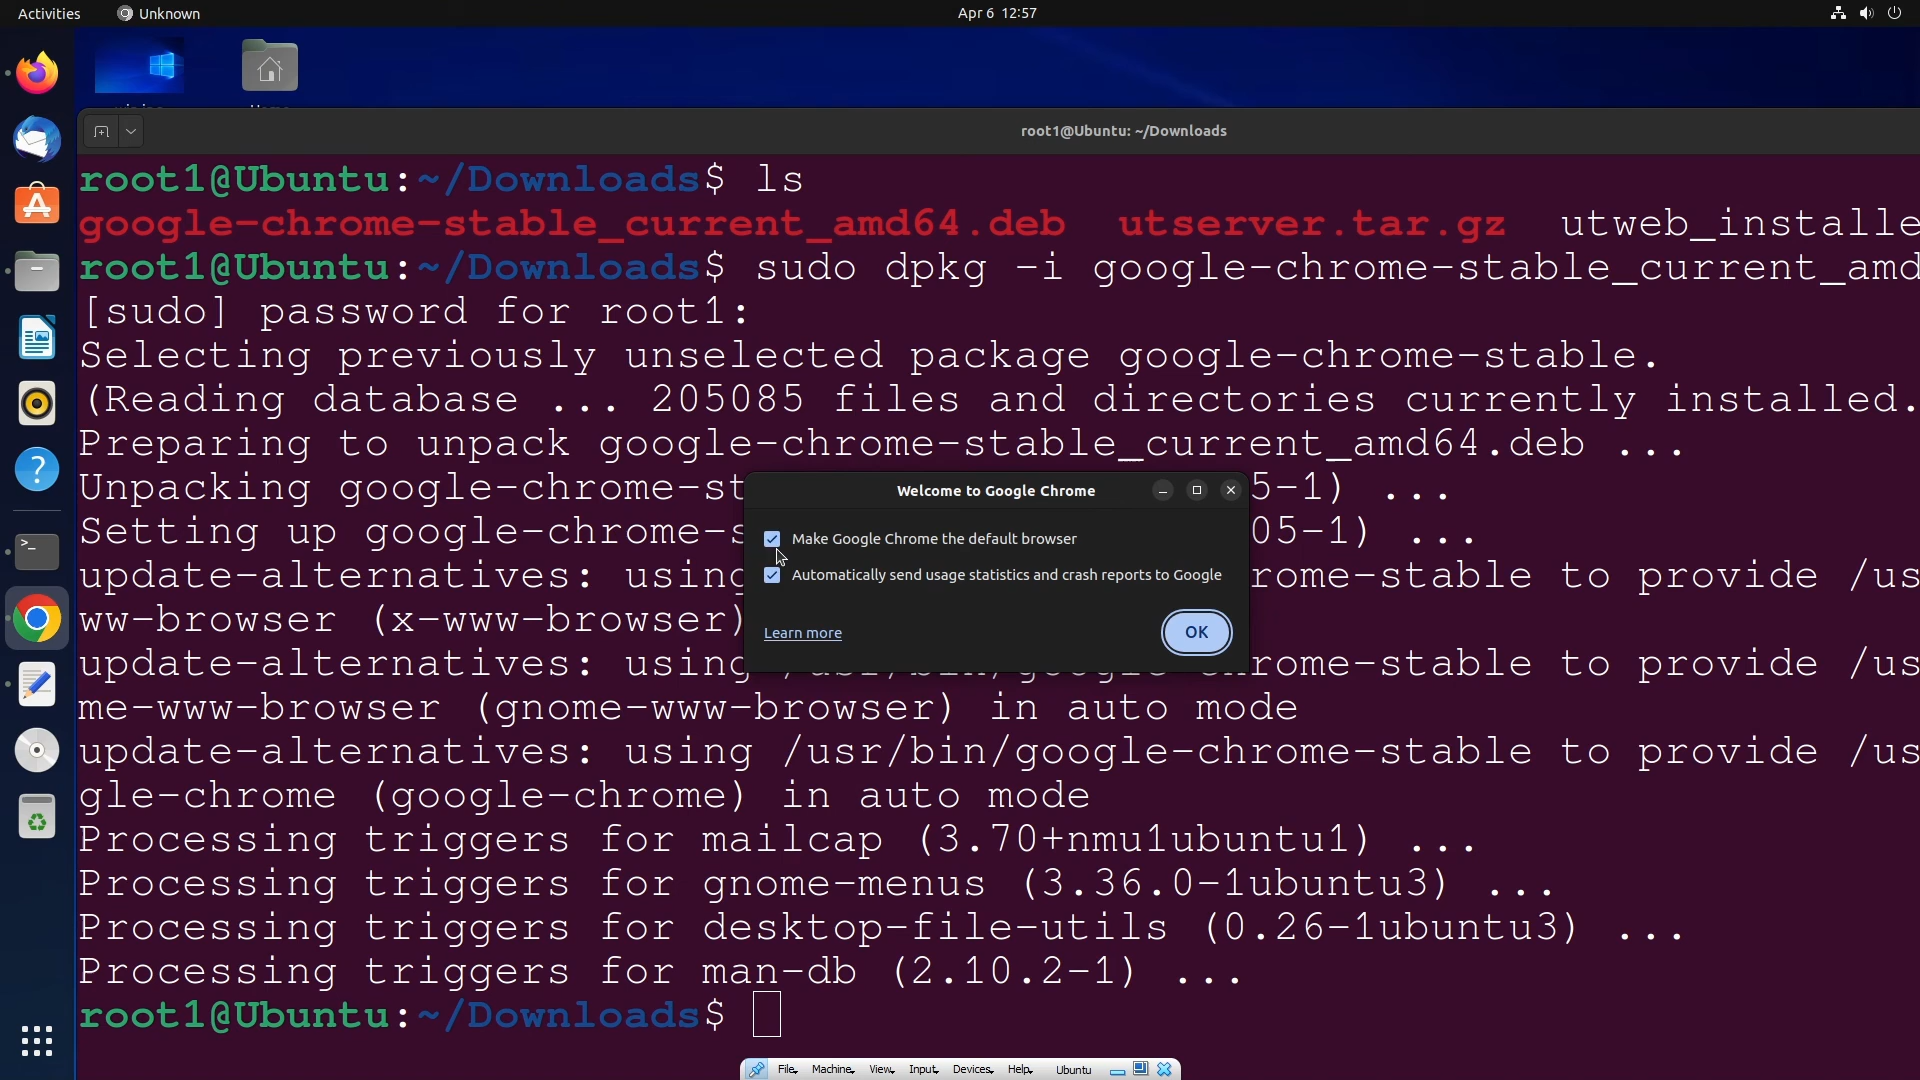 Activities Unknown Apr 6 12:57
root1@Ubuntu: ~/Downloads
root1@Ubuntu:~/Downloads$ ls
google-chrome-stable_current_amd64.deb utserver.tar.gz utweb_installe
root1@Ubuntu:~/Downloads$ sudo dpkg -i google-chrome-stable_current_amd
[sudo] password for root1:
Selecting previously unselected package google-chrome-stable.
(Reading database ... 205085 files and directories currently installed.
Preparing to unpack google-chrome-stable_current_amd64.deb ...
Unpacking google-chrome-st 5-1) ...
Setting up google-chrome-s 05-1) ...
update-alternatives: using rome-stable to provide /us
ww-browser (x-www-browser)
update-alternatives: using rome-stable to provide /us
me-www-browser (gnome-www-browser) in auto mode
update-alternatives: using /usr/bin/google-chrome-stable to provide /us
gle-chrome (google-chrome) in auto mode
Processing triggers for mailcap (3.70+nmu1ubuntu1) ...
Processing triggers for gnome-menus (3.36.0-1ubuntu3) ...
Processing triggers for desktop-file-utils (0.26-1ubuntu3) ...
Processing triggers for man-db (2.10.2-1) ...
root1@Ubuntu:~/Downloads$
Welcome to Google Chrome
Make Google Chrome the default browser
Automatically send usage statistics and crash reports to Google
Learn more OK
File Machine View Input Devices Help Ubuntu